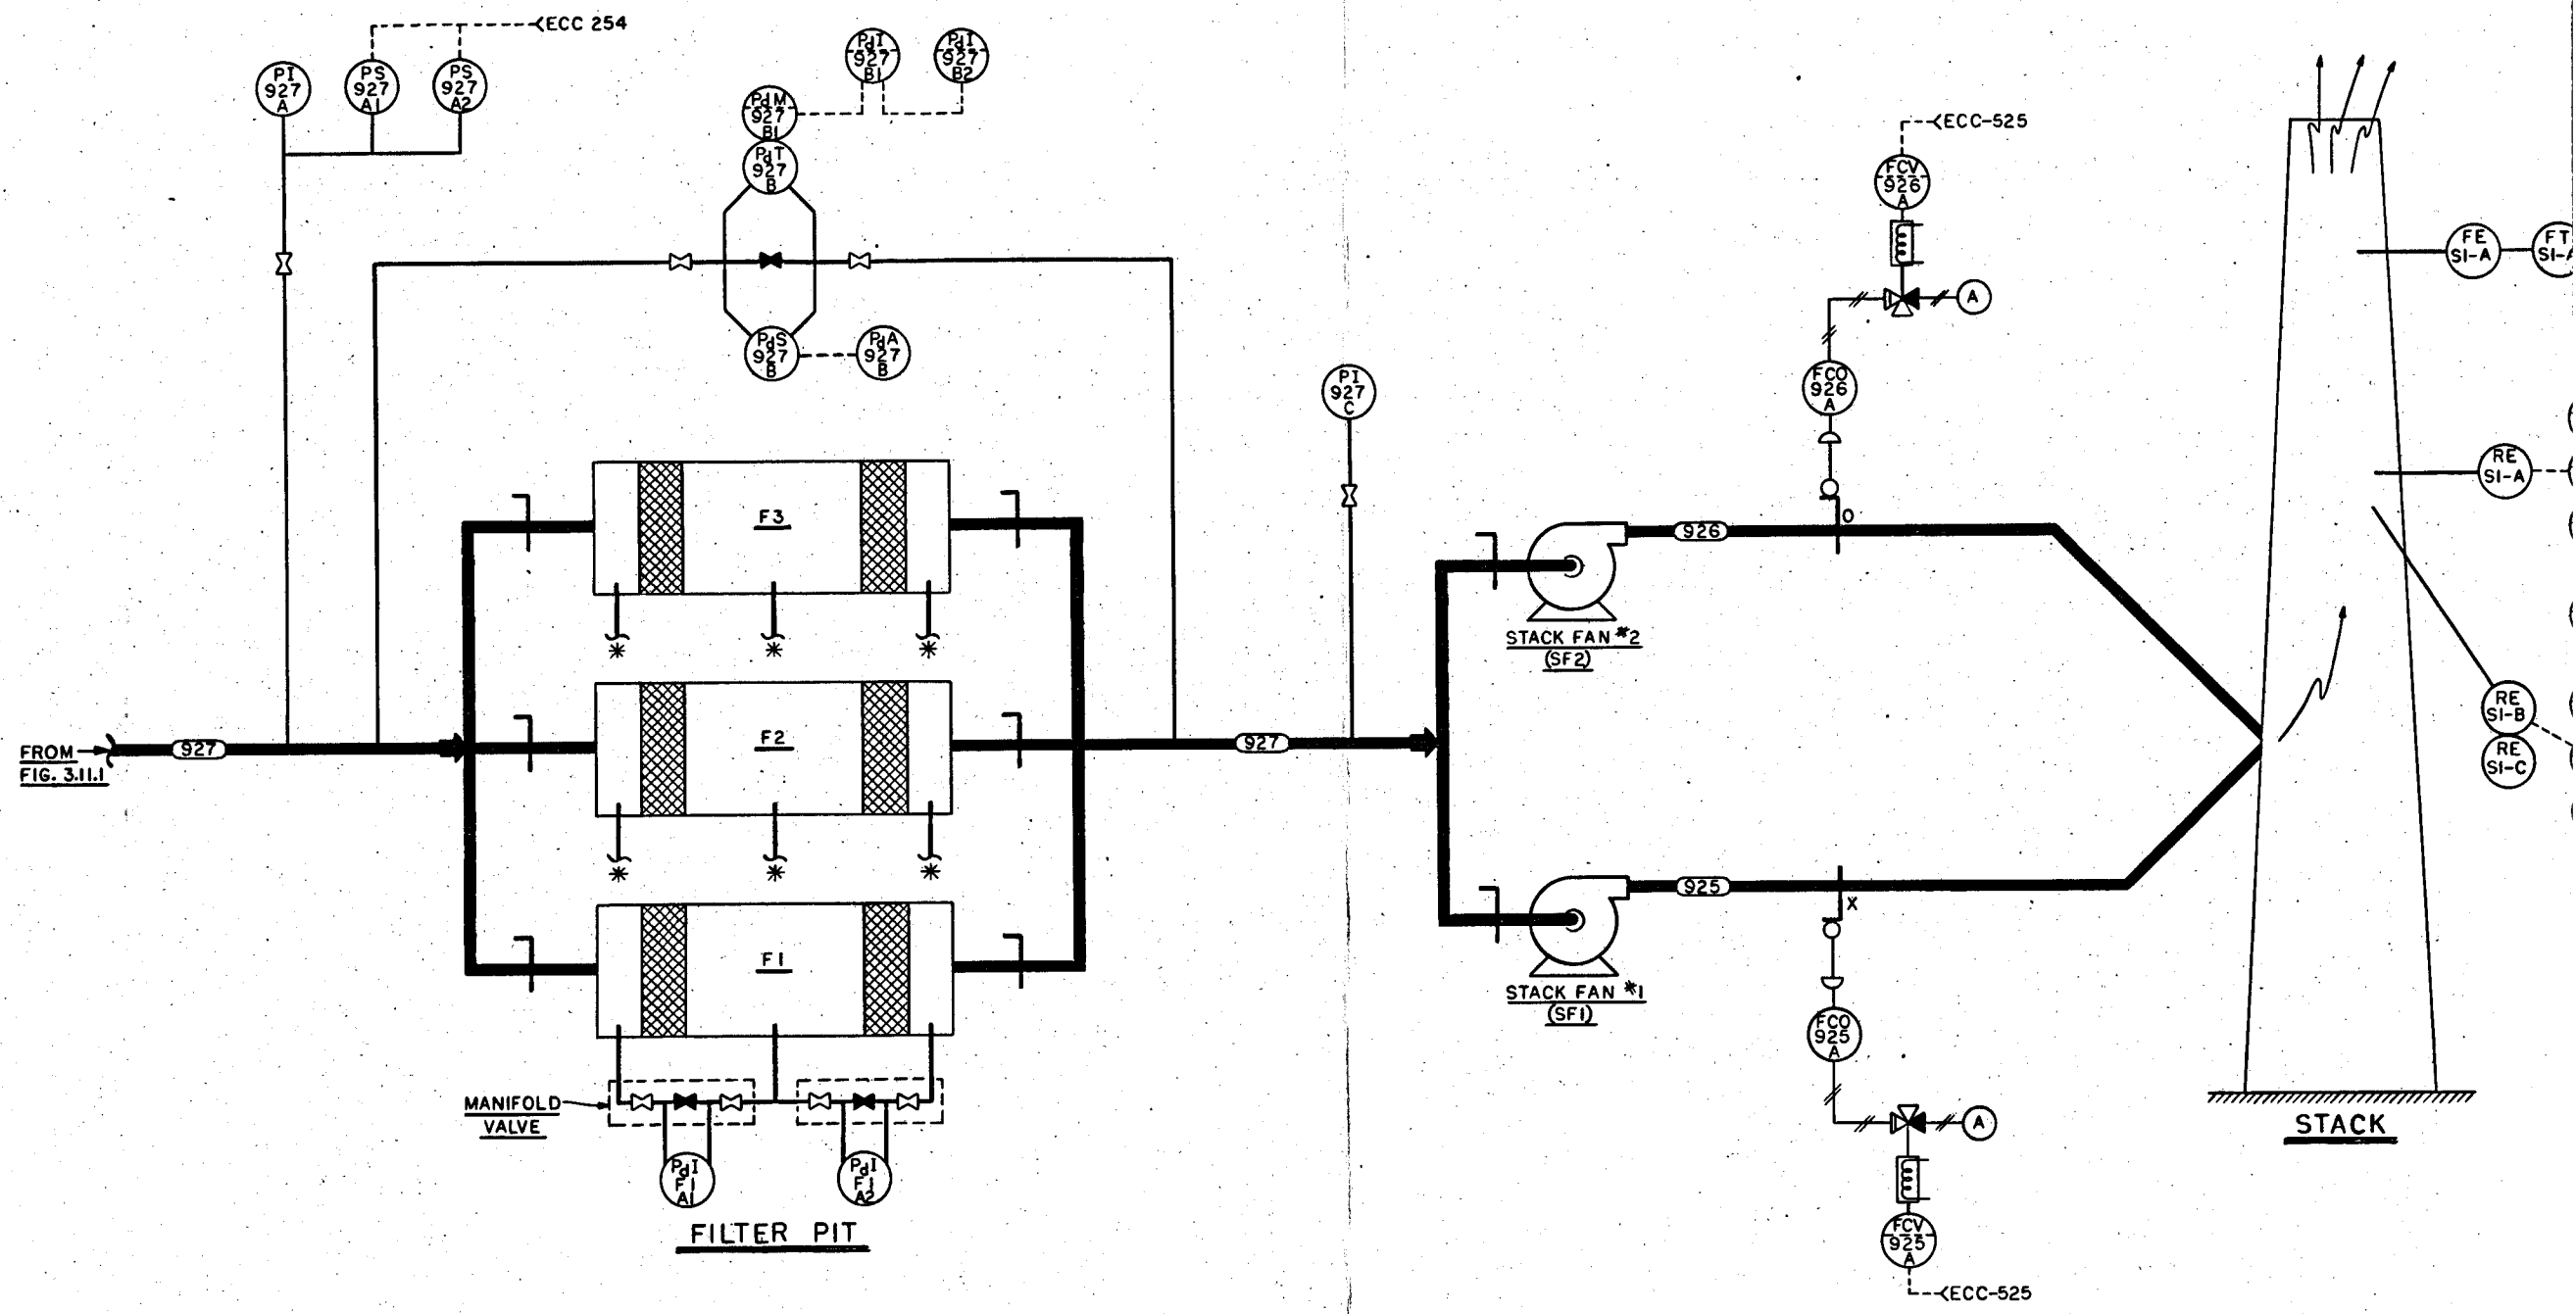 ECC 254
PI
927
A
PS
927
A1
PS
927
A2
PdI
927
B1
PdI
927
B2
PdM
927
B1
PdT
927
B
PdS
927
B
PdA
927
B
PI
927
C
ECC-525
FCV
926
A
A
FCO
926
A
O
FE
SI-A
FT
SI-A
RE
SI-A
RE
SI-B
RE
SI-C
F3
*
*
*
F2
*
*
*
F1
FROM
FIG. 3.11.1
927
927
926
STACK FAN #2
(SF2)
925
STACK FAN #1
(SF1)
X
FCO
925
A
A
FCV
925
A
ECC-525
MANIFOLD
VALVE
PdI
F1
A1
PdI
F1
A2
FILTER PIT
STACK